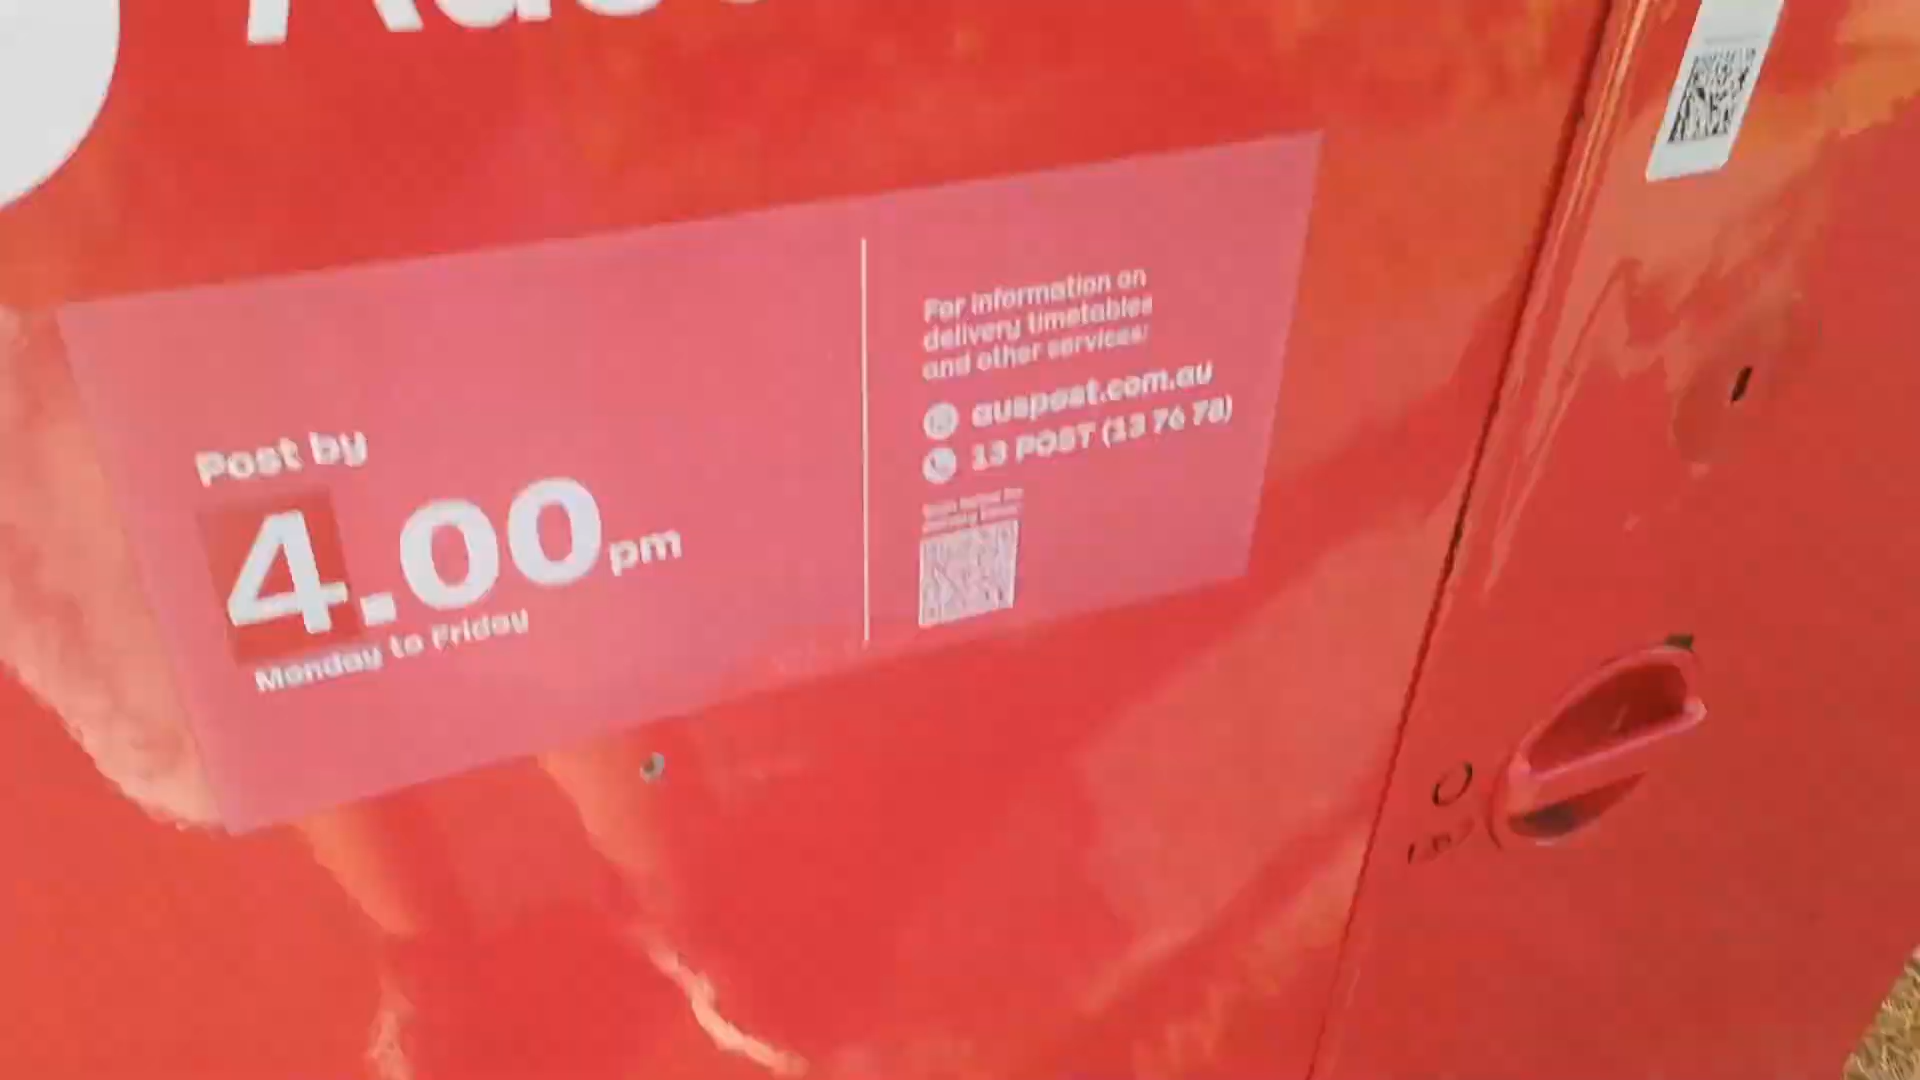 Post by
4.00pm
Monday to Friday
For information on
delivery timetables
and other services:
auspost.com.au
13 POST (13 76 78)